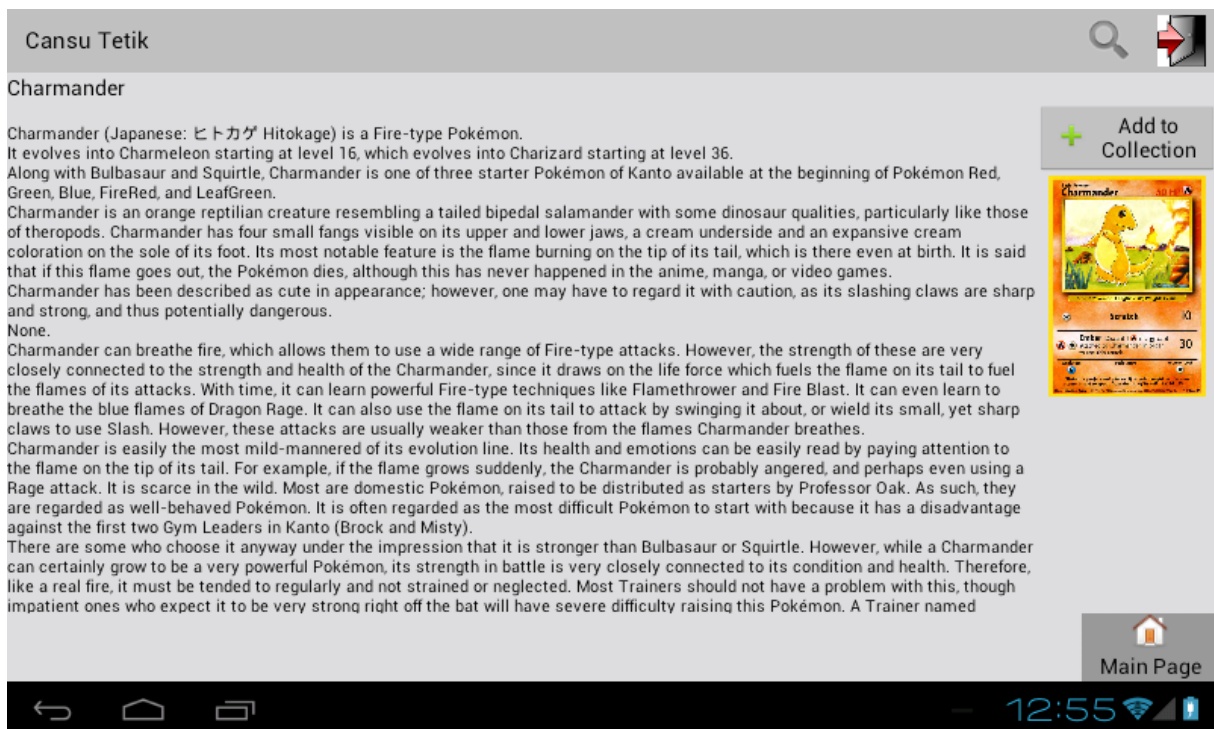 Cansu Tetik
Charmander
Charmander (Japanese: ヒトカゲ Hitokage) is a Fire-type Pokémon.
It evolves into Charmeleon starting at level 16, which evolves into Charizard starting at level 36.
Along with Bulbasaur and Squirtle, Charmander is one of three starter Pokémon of Kanto available at the beginning of Pokémon Red,
Green, Blue, FireRed, and LeafGreen.
Charmander is an orange reptilian creature resembling a tailed bipedal salamander with some dinosaur qualities, particularly like those
of theropods. Charmander has four small fangs visible on its upper and lower jaws, a cream underside and an expansive cream
coloration on the sole of its foot. Its most notable feature is the flame burning on the tip of its tail, which is there even at birth. It is said
that if this flame goes out, the Pokémon dies, although this has never happened in the anime, manga, or video games.
Charmander has been described as cute in appearance; however, one may have to regard it with caution, as its slashing claws are sharp
and strong, and thus potentially dangerous.
None.
Charmander can breathe fire, which allows them to use a wide range of Fire-type attacks. However, the strength of these are very
closely connected to the strength and health of the Charmander, since it draws on the life force which fuels the flame on its tail to fuel
the flames of its attacks. With time, it can learn powerful Fire-type techniques like Flamethrower and Fire Blast. It can even learn to
breathe the blue flames of Dragon Rage. It can also use the flame on its tail to attack by swinging it about, or wield its small, yet sharp
claws to use Slash. However, these attacks are usually weaker than those from the flames Charmander breathes.
Charmander is easily the most mild-mannered of its evolution line. Its health and emotions can be easily read by paying attention to
the flame on the tip of its tail. For example, if the flame grows suddenly, the Charmander is probably angered, and perhaps even using a
Rage attack. It is scarce in the wild. Most are domestic Pokémon, raised to be distributed as starters by Professor Oak. As such, they
are regarded as well-behaved Pokémon. It is often regarded as the most difficult Pokémon to start with because it has a disadvantage
against the first two Gym Leaders in Kanto (Brock and Misty).
There are some who choose it anyway under the impression that it is stronger than Bulbasaur or Squirtle. However, while a Charmander
can certainly grow to be a very powerful Pokémon, its strength in battle is very closely connected to its condition and health. Therefore,
like a real fire, it must be tended to regularly and not strained or neglected. Most Trainers should not have a problem with this, though
impatient ones who expect it to be very strong right off the bat will have severe difficulty raising this Pokémon. A Trainer named
Add to
Collection
Charmander
Scratch
Ember
30
Main Page
12:55